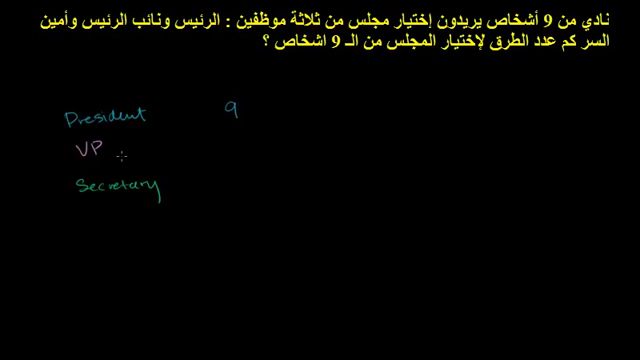 نادي من 9 أشخاص يريدون إختيار مجلس من ثلاثة موظفين : الرئيس ونائب الرئيس وأمين
السر كم عدد الطرق لإختيار المجلس من الـ 9 اشخاص ؟
President 9
VP
Secretary